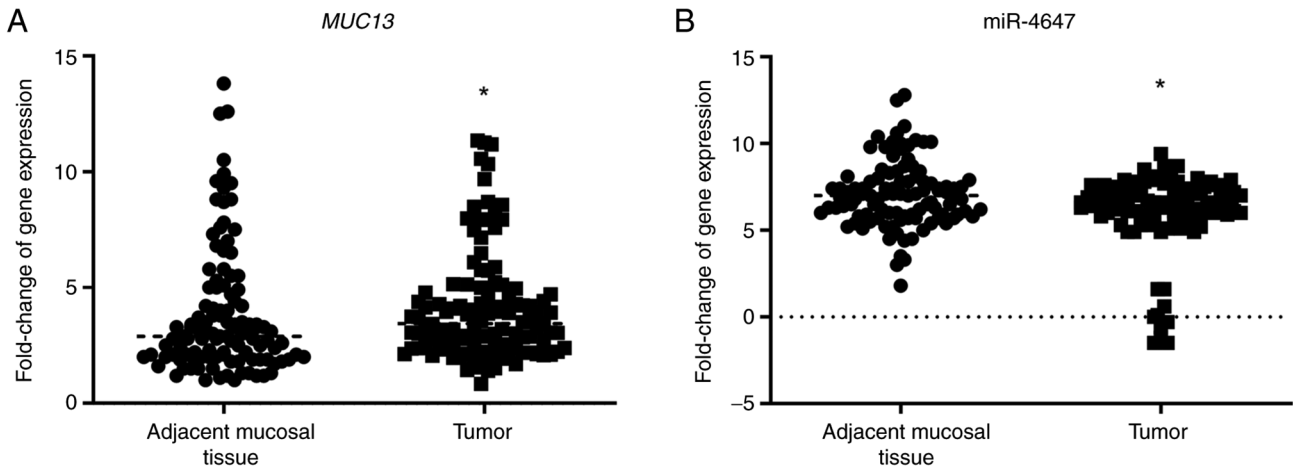 A
MUC13
Fold-change of gene expression
15
*
10
5
0
Adjacent mucosal
tissue
Tumor
B
miR-4647
Fold-change of gene expression
15
*
10
5
0
–5
Adjacent mucosal
tissue
Tumor